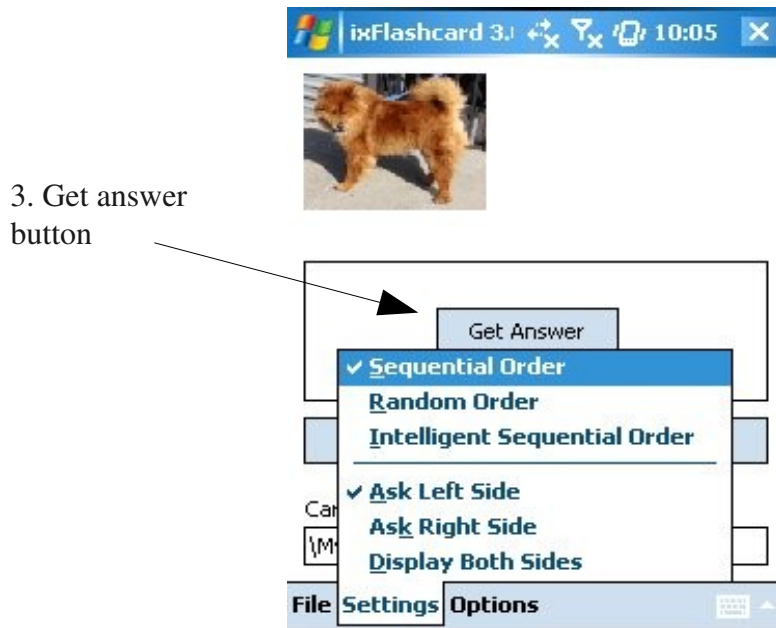 ixFlashcard 3. 10:05
3. Get answer
button
Get Answer
Sequential Order
Random Order
Intelligent Sequential Order
Ask Left Side
Ask Right Side
Display Both Sides
File Settings Options